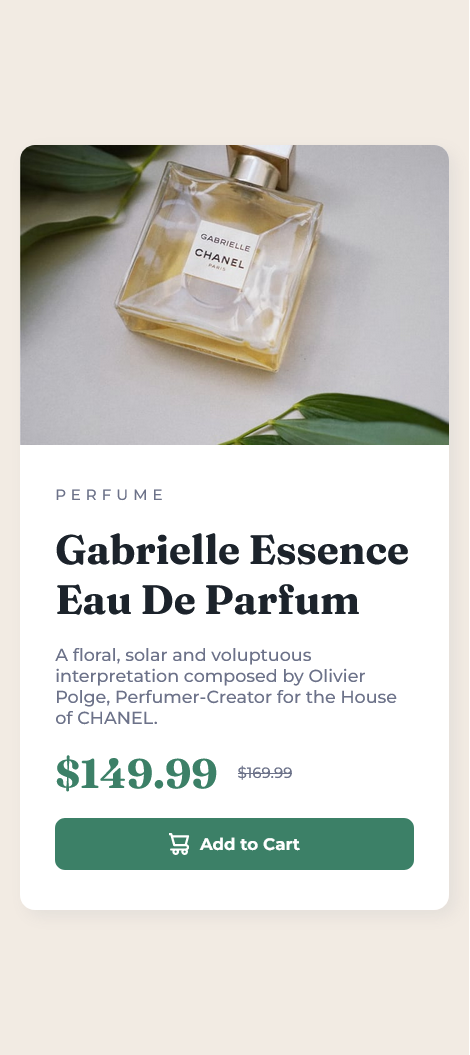 GABRIELLE
CHANEL
PARIS
PERFUME
Gabrielle Essence
Eau De Parfum
A floral, solar and voluptuous
interpretation composed by Olivier
Polge, Perfumer-Creator for the House
of CHANEL.
$149.99 $169.99
Add to Cart